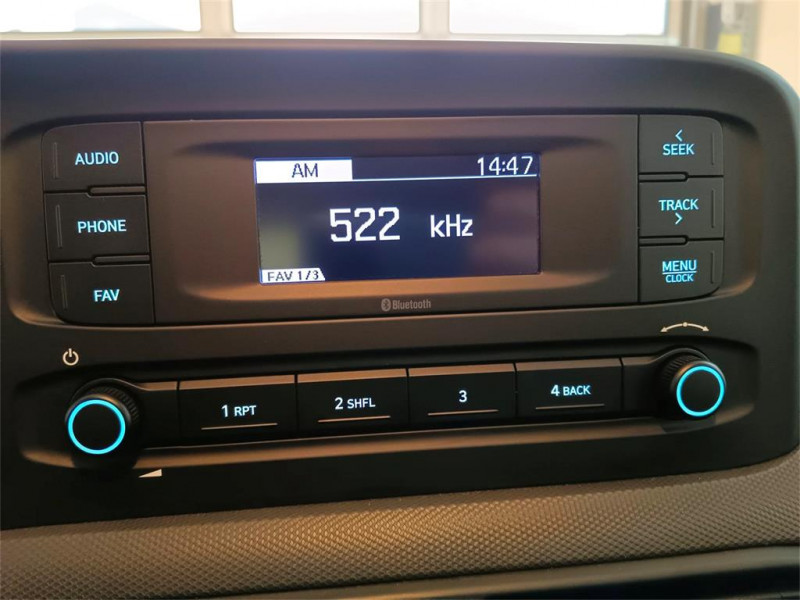 AUDIO
PHONE
FAV
AM 14:47
522 kHz
FAV 1/3
Bluetooth
SEEK
TRACK
MENU
CLOCK
1 RPT
2 SHFL
3
4 BACK